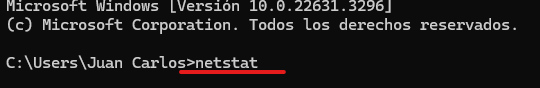 Microsoft Windows [Versión 10.0.22631.3296]
(c) Microsoft Corporation. Todos los derechos reservados.
C:\Users\Juan Carlos>netstat